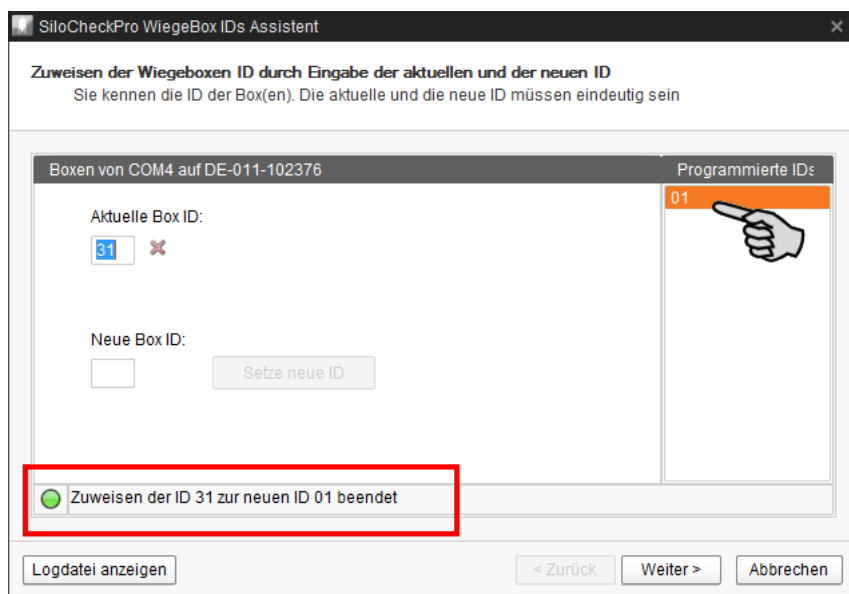 SiloCheckPro WiegeBox IDs Assistent
Zuweisen der Wiegeboxen ID durch Eingabe der aktuellen und der neuen ID
Sie kennen die ID der Box(en). Die aktuelle und die neue ID müssen eindeutig sein
Boxen von COM4 auf DE-011-102376
Programmierte IDs
01
Aktuelle Box ID:
31
Neue Box ID:
Setze neue ID
Zuweisen der ID 31 zur neuen ID 01 beendet
Logdatei anzeigen
< Zurück
Weiter >
Abbrechen